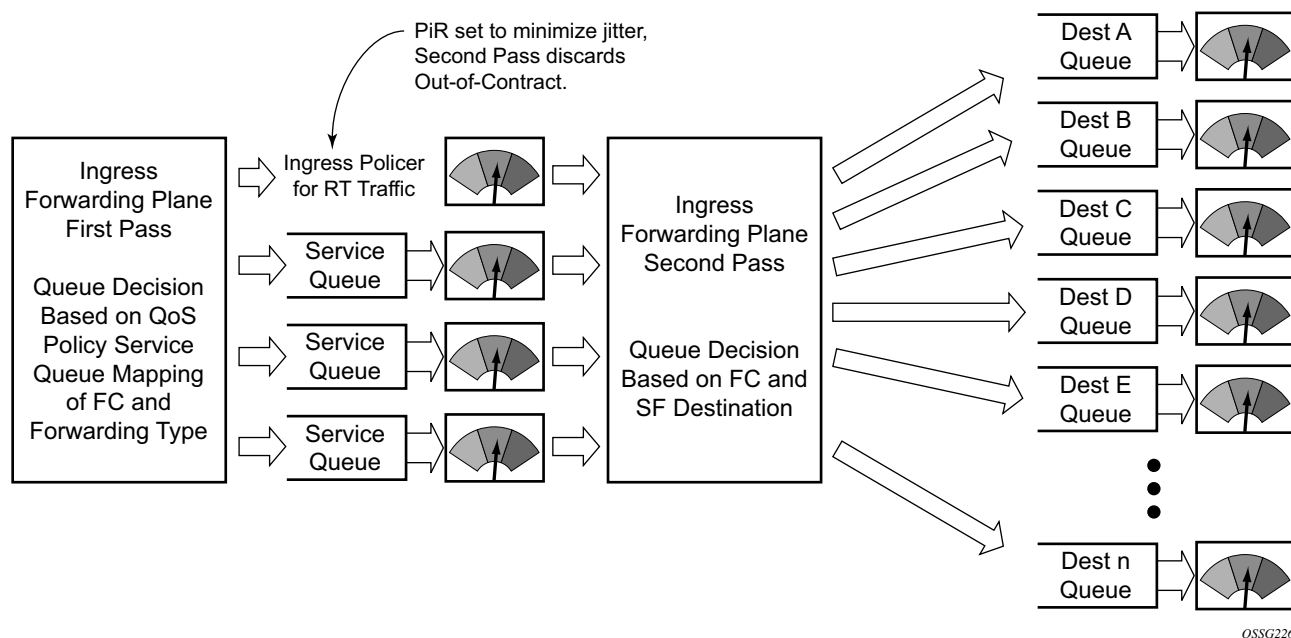 PiR set to minimize jitter,
Second Pass discards
Out-of-Contract.
Ingress
Forwarding Plane
First Pass
Queue Decision
Based on QoS
Policy Service
Queue Mapping
of FC and
Forwarding Type
Ingress Policer
for RT Traffic
Service
Queue
Service
Queue
Service
Queue
Ingress
Forwarding Plane
Second Pass
Queue Decision
Based on FC and
SF Destination
Dest A
Queue
Dest B
Queue
Dest C
Queue
Dest D
Queue
Dest E
Queue
Dest n
Queue
OSSG226